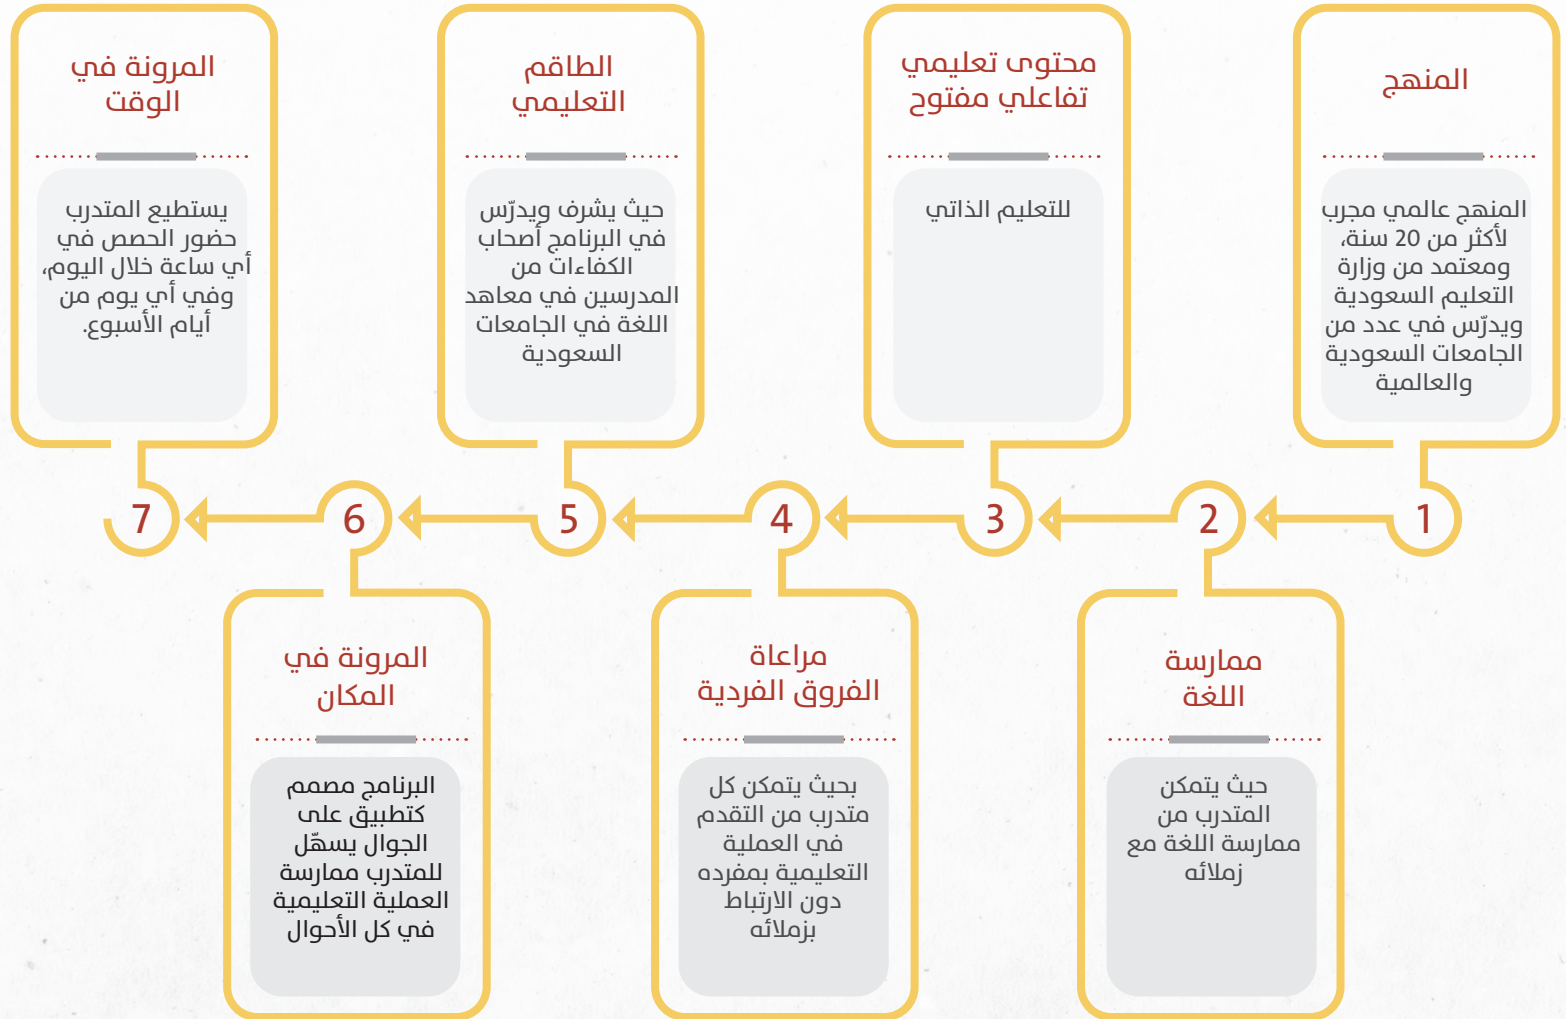 1
المنهج
المنهج عالمي مجرب
لأكثر من 20 سنة،
ومعتمد من وزارة
التعليم السعودية
ويدرّس في عدد من
الجامعات السعودية
والعالمية
2
ممارسة
اللغة
حيث يتمكن
المتدرب من
ممارسة اللغة مع
زملائه
3
محتوى تعليمي
تفاعلي مفتوح
للتعليم الذاتي
4
مراعاة
الفروق الفردية
بحيث يتمكن كل
متدرب من التقدم
في العملية
التعليمية بمفرده
دون الارتباط
بزملائه
5
الطاقم
التعليمي
حيث يشرف ويدرّس
في البرنامج أصحاب
الكفاءات من
المدرسين في معاهد
اللغة في الجامعات
السعودية
6
المرونة في
المكان
البرنامج مصمم
كتطبيق على
الجوال يسهّل
للمتدرب ممارسة
العملية التعليمية
في كل الأحوال
7
المرونة في
الوقت
يستطيع المتدرب
حضور الحصص في
أي ساعة خلال اليوم،
وفي أي يوم من
أيام الأسبوع.